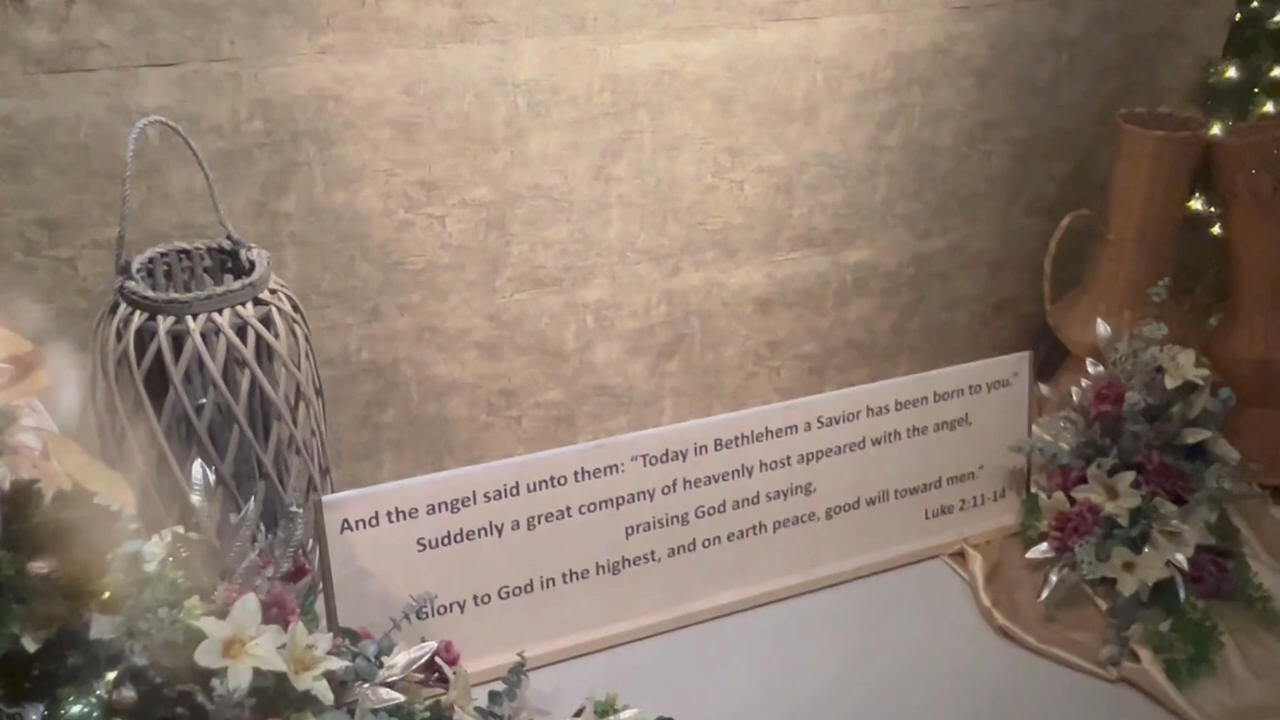 And the angel said unto them: “Today in Bethlehem a Savior has been born to you.”
Suddenly a great company of heavenly host appeared with the angel,
praising God and saying,
Glory to God in the highest, and on earth peace, good will toward men.”
Luke 2:11-14